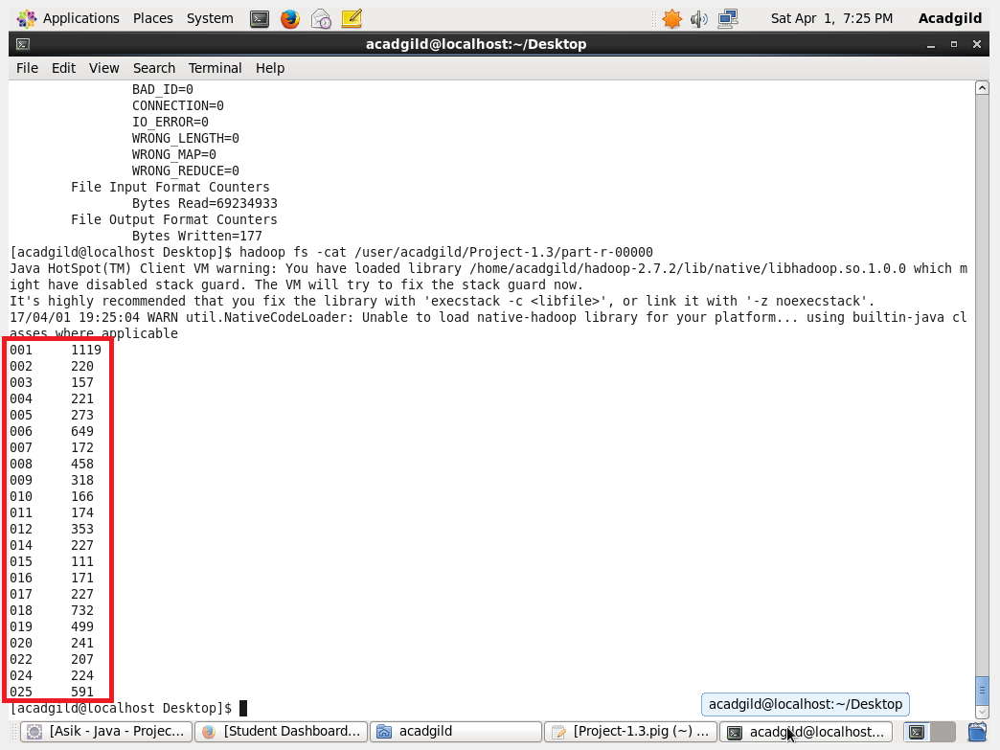 Applications Places System Sat Apr 1, 7:25 PM Acadgild
acadgild@localhost:~/Desktop
File Edit View Search Terminal Help
BAD_ID=0
CONNECTION=0
IO_ERROR=0
WRONG_LENGTH=0
WRONG_MAP=0
WRONG_REDUCE=0
File Input Format Counters
Bytes Read=69234933
File Output Format Counters
Bytes Written=177
[acadgild@localhost Desktop]$ hadoop fs -cat /user/acadgild/Project-1.3/part-r-00000
Java HotSpot(TM) Client VM warning: You have loaded library /home/acadgild/hadoop-2.7.2/lib/native/libhadoop.so.1.0.0 which m
ight have disabled stack guard. The VM will try to fix the stack guard now.
It's highly recommended that you fix the library with 'execstack -c <libfile>', or link it with '-z noexecstack'.
17/04/01 19:25:04 WARN util.NativeCodeLoader: Unable to load native-hadoop library for your platform... using builtin-java cl
asses where applicable
001 1119
002 220
003 157
004 221
005 273
006 649
007 172
008 458
009 318
010 166
011 174
012 353
014 227
015 111
016 171
017 227
018 732
019 499
020 241
022 207
024 224
025 591
[acadgild@localhost Desktop]$
acadgild@localhost:~/Desktop
[Asik - Java - Projec... [Student Dashboard... acadgild [Project-1.3.pig (~) ... acadgild@localhost:...